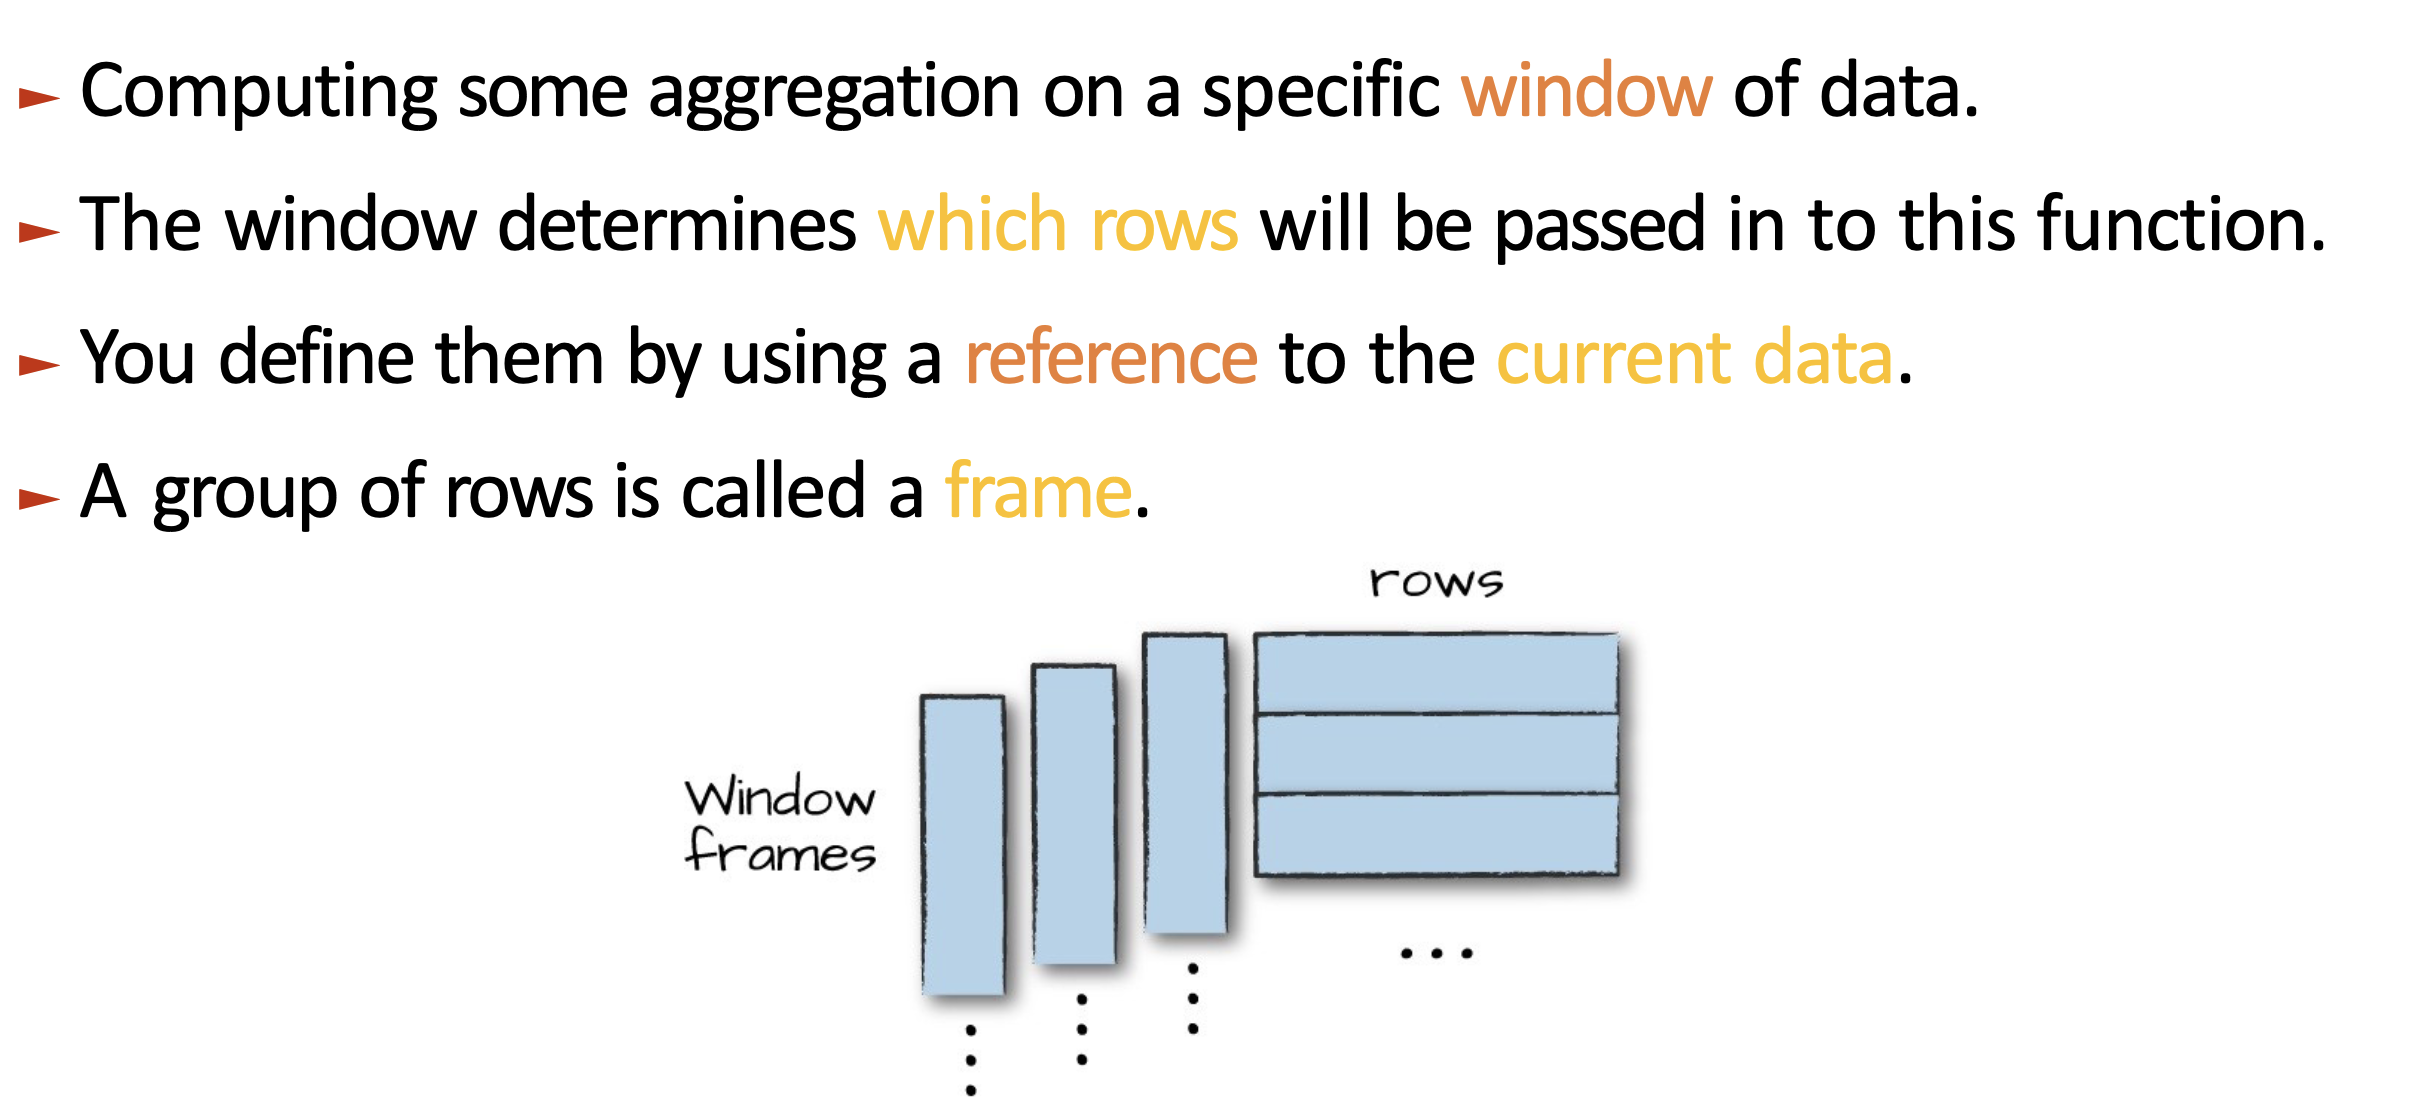 ► Computing some aggregation on a specific window of data.
► The window determines which rows will be passed in to this function.
► You define them by using a reference to the current data.
► A group of rows is called a frame.
rows
Window
frames
...